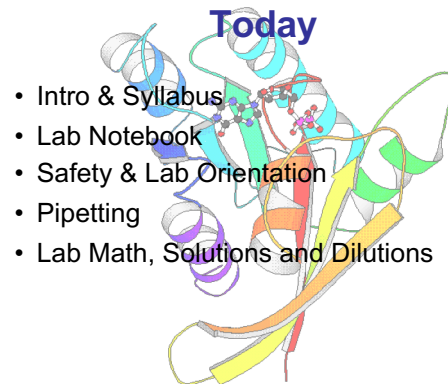 Today
• Intro & Syllabus
• Lab Notebook
• Safety & Lab Orientation
• Pipetting
• Lab Math, Solutions and Dilutions